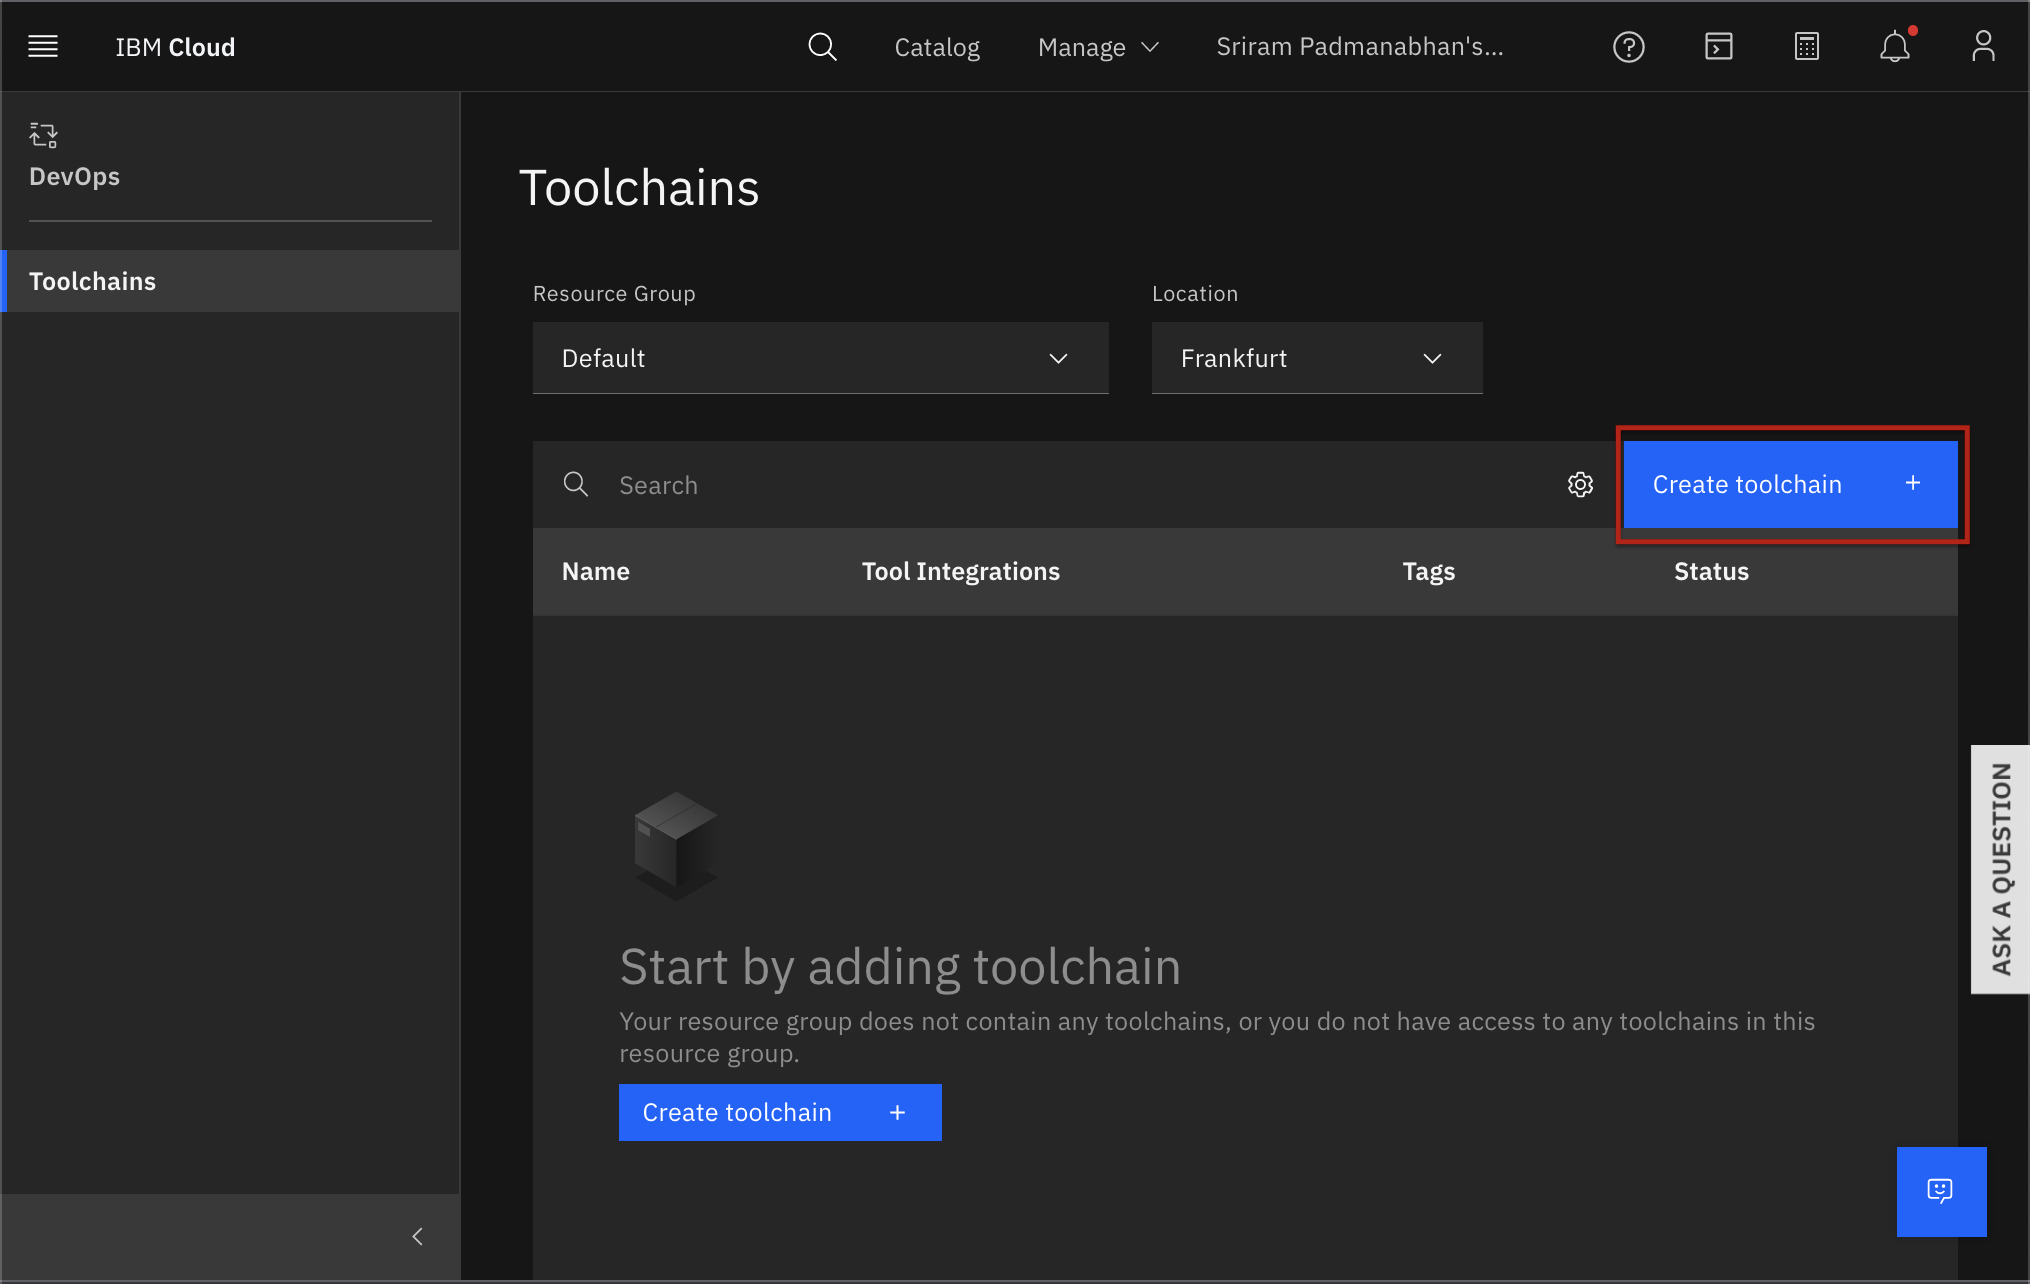 IBM Cloud
Catalog
Manage
Sriram Padmanabhan's...
DevOps
Toolchains
Toolchains
Resource Group
Location
Default
Frankfurt
Search
Create toolchain +
Name
Tool Integrations
Tags
Status
Start by adding toolchain
Your resource group does not contain any toolchains, or you do not have access to any toolchains in this
resource group.
Create toolchain +
ASK A QUESTION